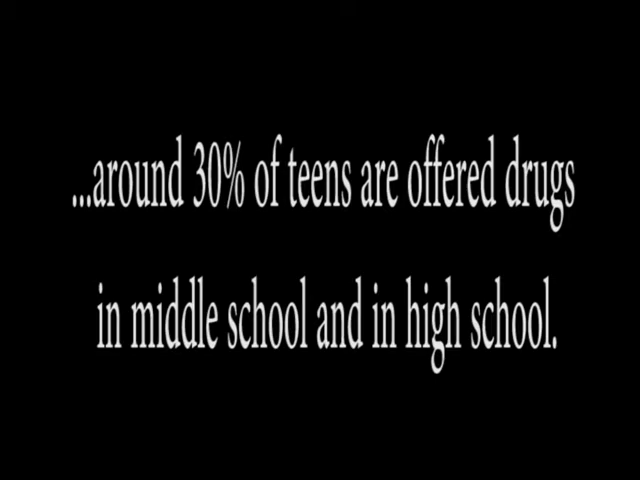 ...around 30% of teens are offered drugs
in middle school and in high school.